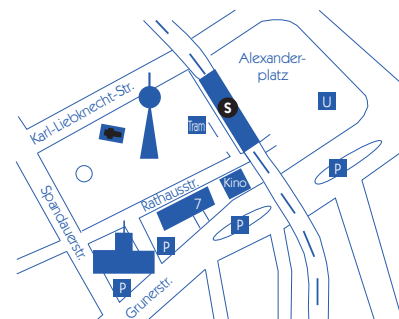 Alexander-
platz
Karl-Liebknecht-Str.
S
U
Tram
P
Rathausstr.
Kino
7
P
Spandauerstr.
P
P
Grunerstr.